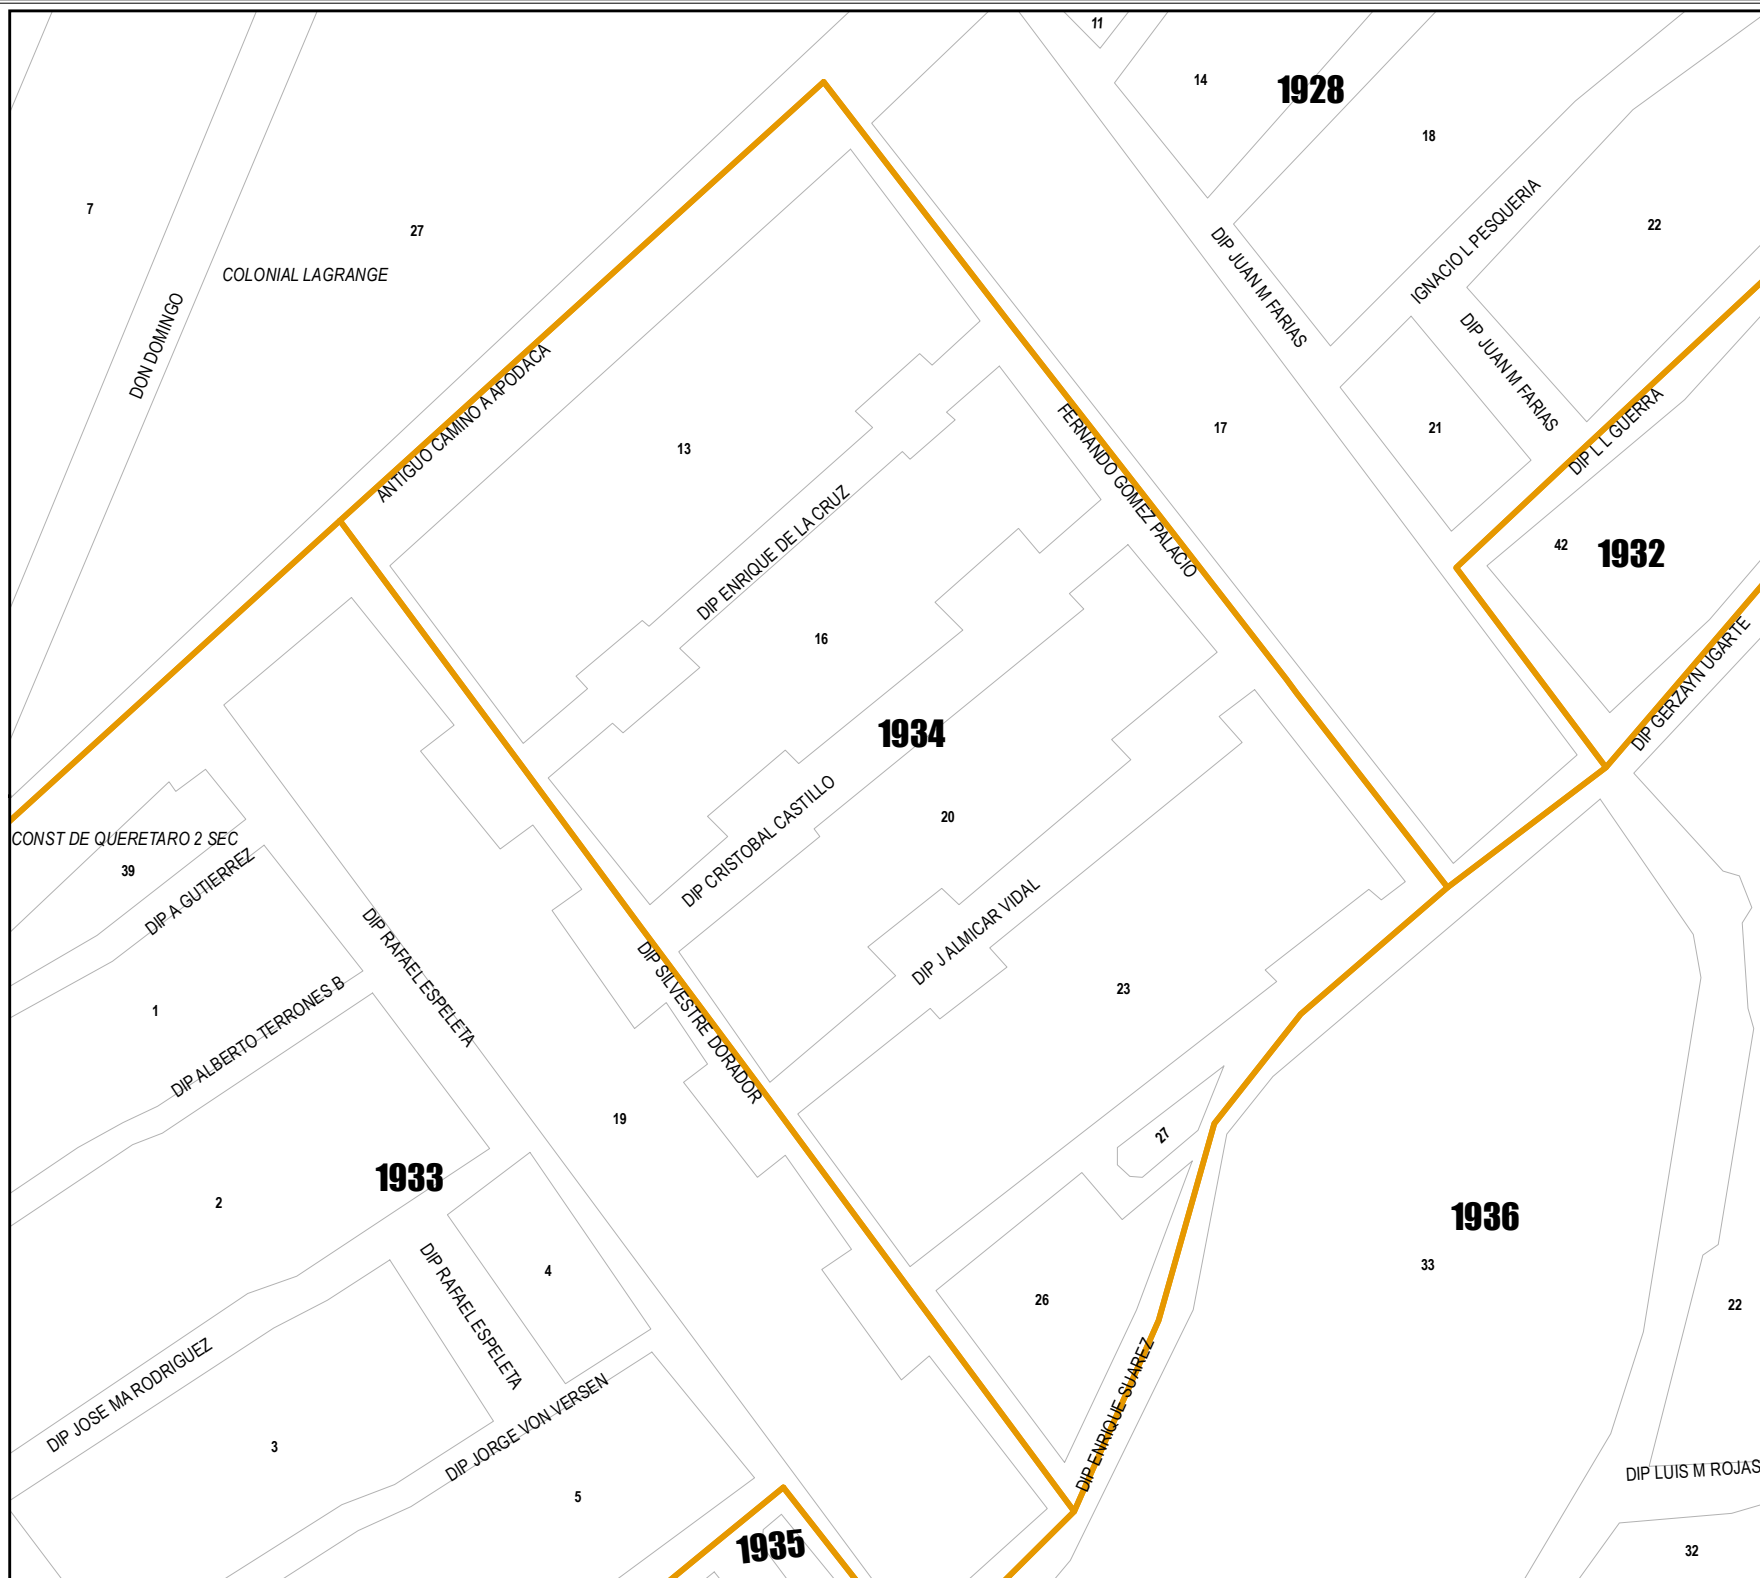 11
14
1928
18
7
27
22
COLONIAL LAGRANGE
IGNACIO L PESQUERIA
DIP JUAN M FARIAS
DON DOMINGO
DIP JUAN M FARIAS
ANTIGUO CAMINO A APODACA
13
FERNANDO GOMEZ PALACIO
17
21
DIP L L GUERRA
DIP ENRIQUE DE LA CRUZ
42
1932
16
DIP GERZAYN UGARTE
1934
DIP CRISTOBAL CASTILLO
20
CONST DE QUERETARO 2 SEC
39
DIP A GUTIERREZ
DIP RAFAEL ESPELETA
DIP J ALMICAR VIDAL
DIP SILVESTRE DORADOR
23
1
DIP ALBERTO TERRONES B
19
27
1933
2
1936
33
4
DIP RAFAEL ESPELETA
26
22
DIP JOSE MA RODRIGUEZ
DIP ENRIQUE SUAREZ
DIP JORGE VON VERSEN
3
DIP LUIS M ROJAS
5
1935
32